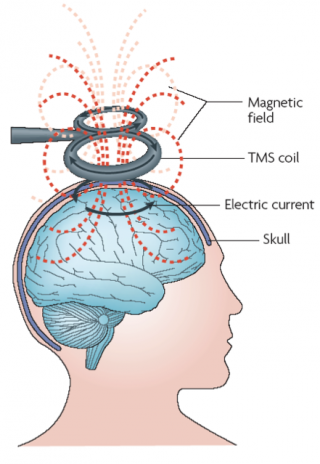 Magnetic
field
TMS coil
Electric current
Skull